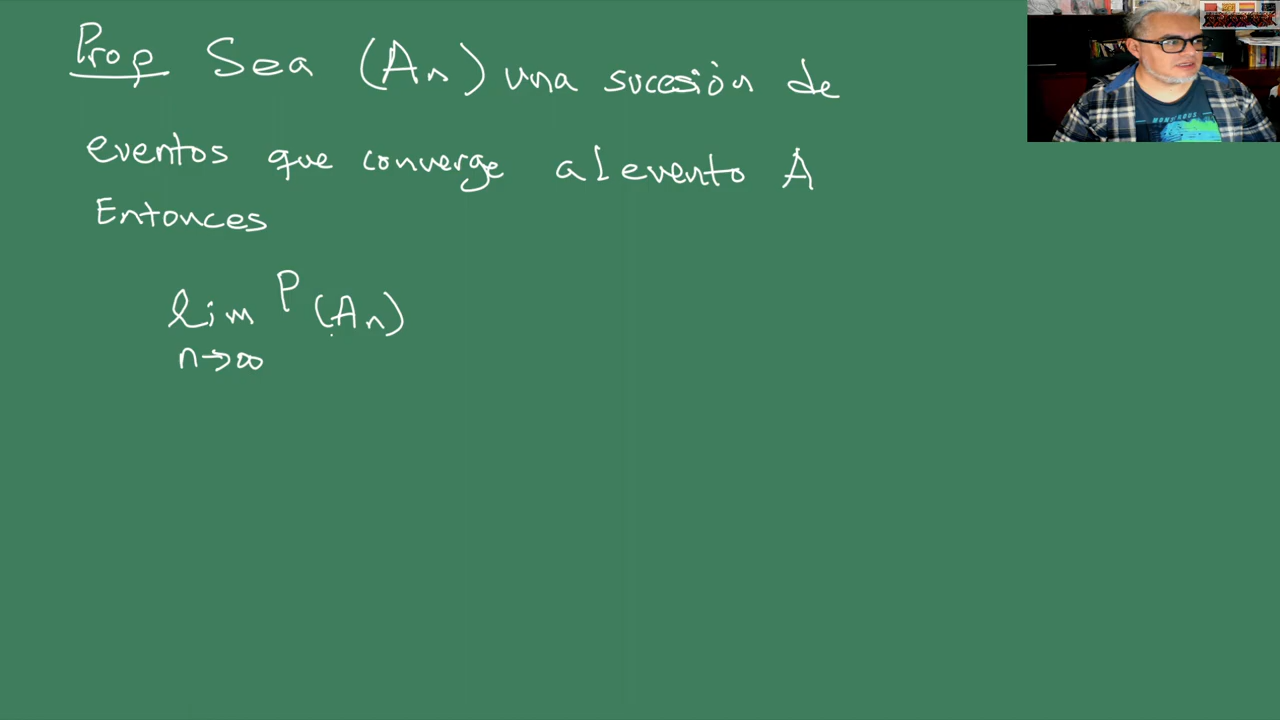 Prop Sea (An) una sucesión de
eventos que converge al evento A
Entonces
lim P(An)
n→∞